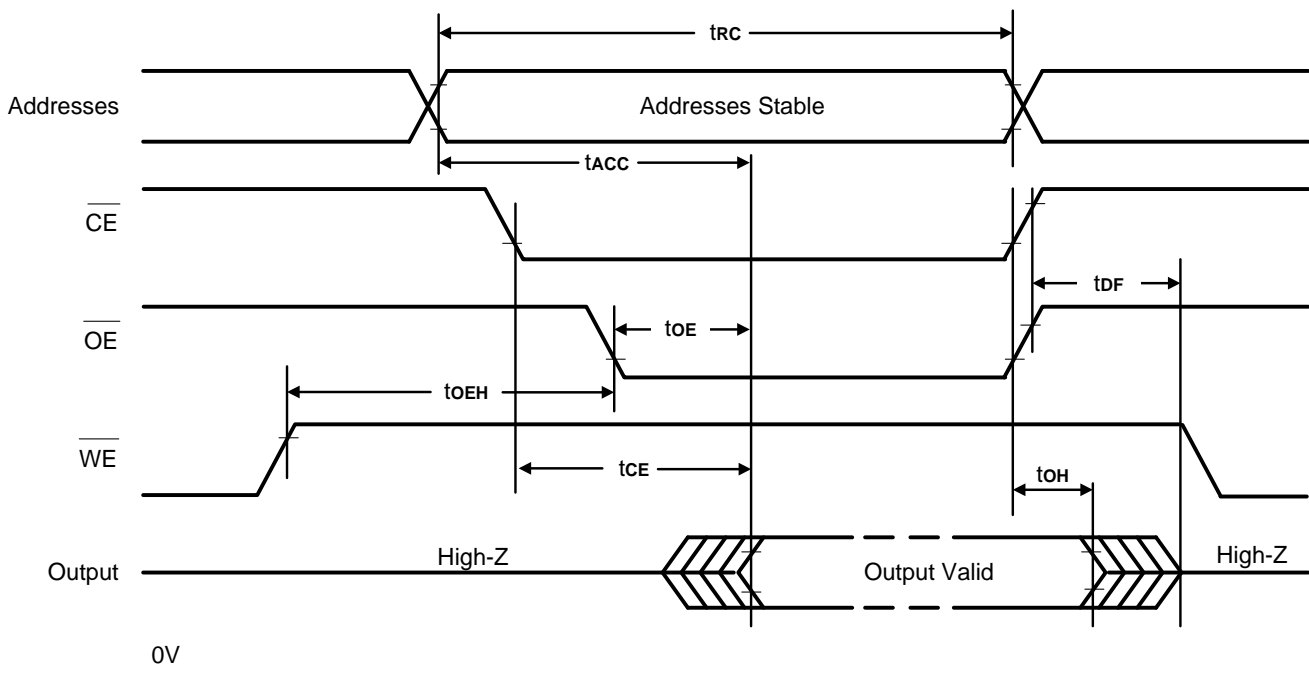 tRC
Addresses
Addresses Stable
tACC
CE
tDF
OE
tOE
tOEH
WE
tCE
tOH
High-Z
High-Z
Output
Output Valid
0V